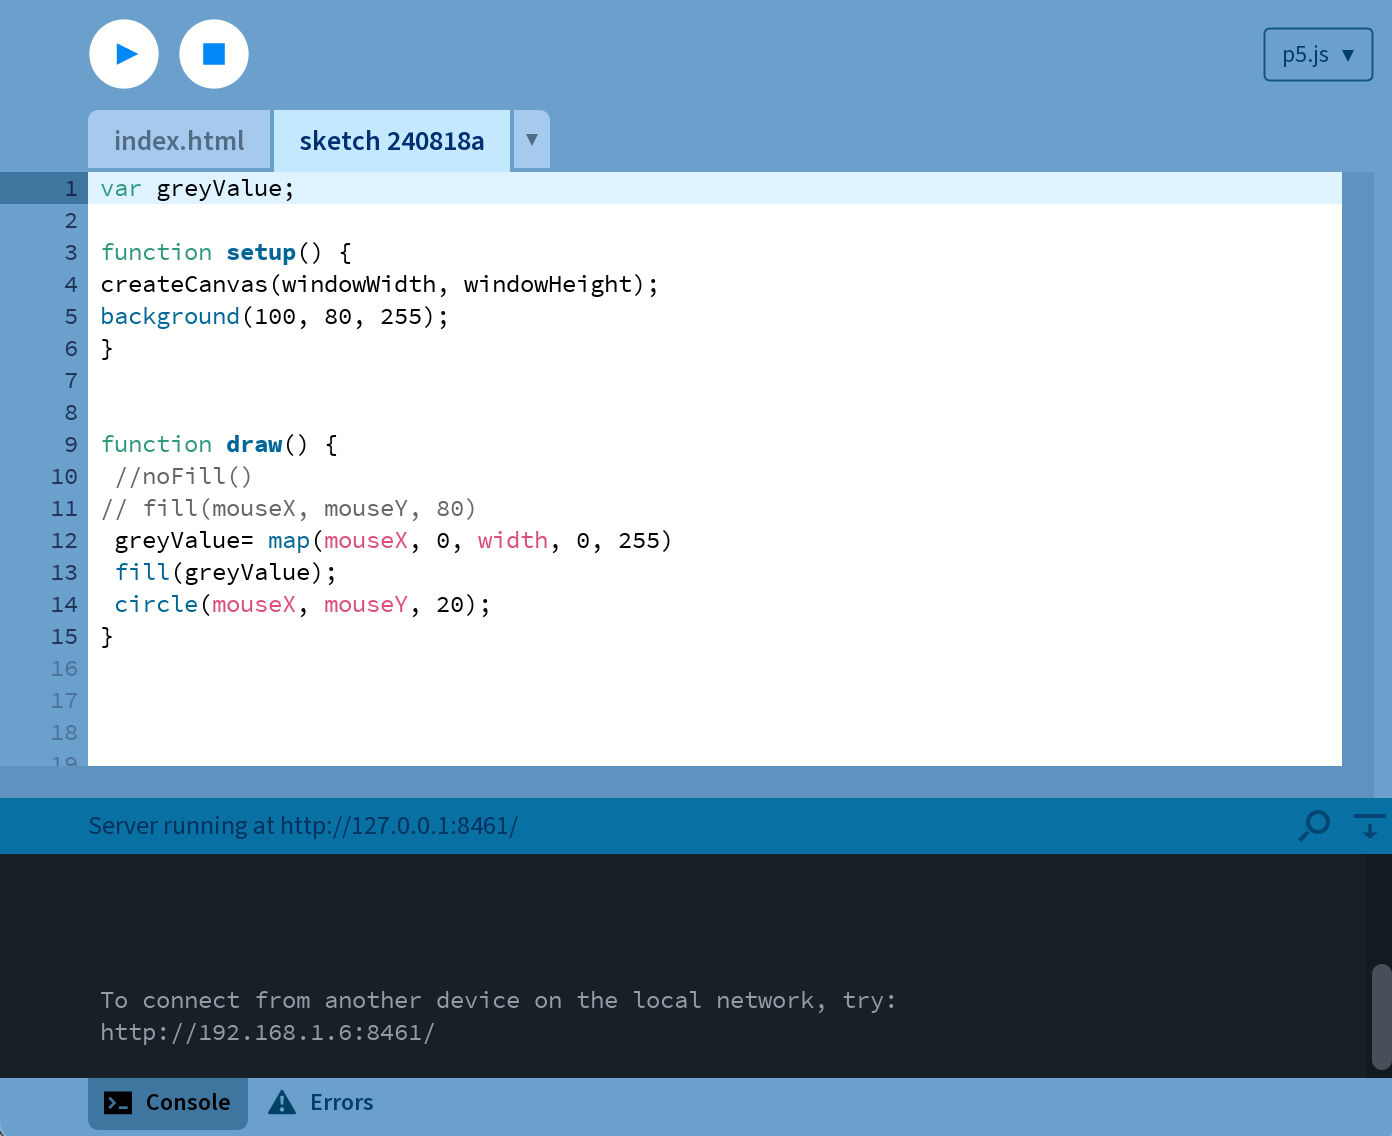 p5.js ▼
index.html sketch 240818a ▼
1 var greyValue;
2
3 function setup() {
4 createCanvas(windowWidth, windowHeight);
5 background(100, 80, 255);
6 }
7
8
9 function draw() {
10 //noFill()
11 // fill(mouseX, mouseY, 80)
12 greyValue= map(mouseX, 0, width, 0, 255)
13 fill(greyValue);
14 circle(mouseX, mouseY, 20);
15 }
16
17
18
19
Server running at http://127.0.0.1:8461/
To connect from another device on the local network, try:
http://192.168.1.6:8461/
Console Errors